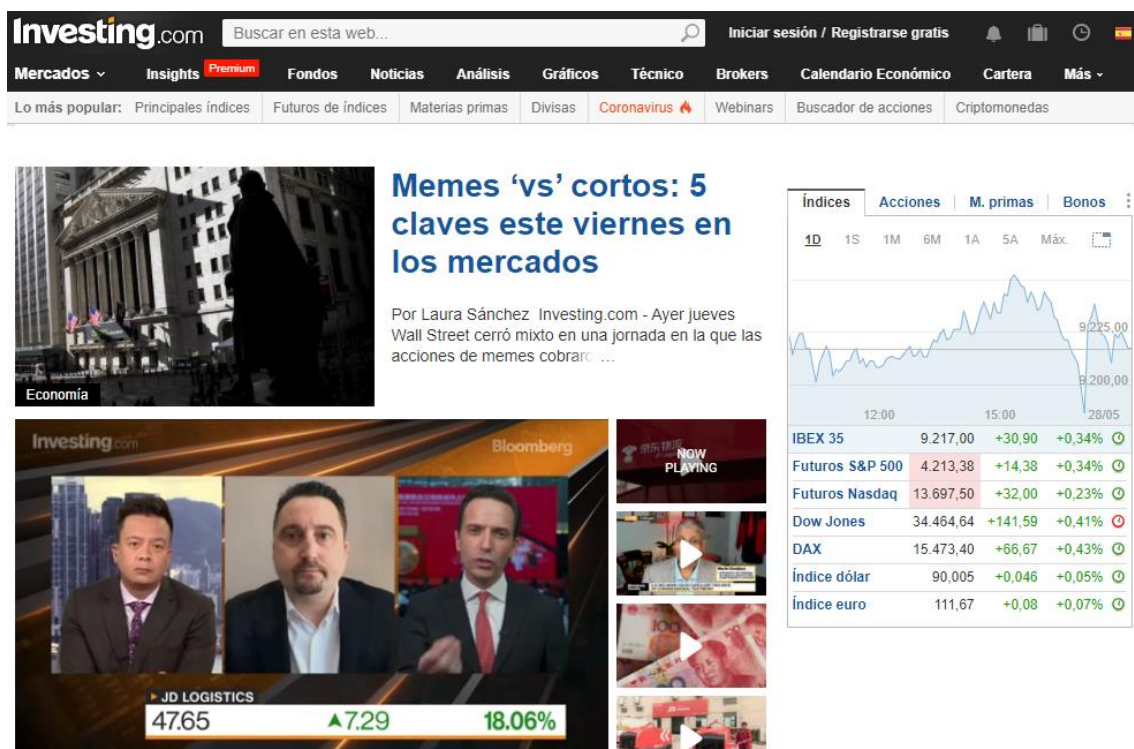 Investing.com
Buscar en esta web...
Iniciar sesión / Registrarse gratis
Mercados Insights Premium Fondos Noticias Análisis Gráficos Técnico Brokers Calendario Económico Cartera Más
Lo más popular: Principales índices Futuros de índices Materias primas Divisas Coronavirus Webinars Buscador de acciones Criptomonedas
Economía
Memes ‘vs’ cortos: 5
claves este viernes en
los mercados
Por Laura Sánchez Investing.com - Ayer jueves
Wall Street cerró mixto en una jornada en la que las
acciones de memes cobraro ...
Investing.com
Bloomberg
JD LOGISTICS
47.65 ▲7.29 18.06%
NOW
PLAYING
Índices Acciones M. primas Bonos
1D 1S 1M 6M 1A 5A Máx.
9.225,00
9.200,00
12:00 15:00 28/05
IBEX 35 9.217,00 +30,90 +0,34%
Futuros S&P 500 4.213,38 +14,38 +0,34%
Futuros Nasdaq 13.697,50 +32,00 +0,23%
Dow Jones 34.464,64 +141,59 +0,41%
DAX 15.473,40 +66,67 +0,43%
Índice dólar 90,005 +0,046 +0,05%
Índice euro 111,67 +0,08 +0,07%